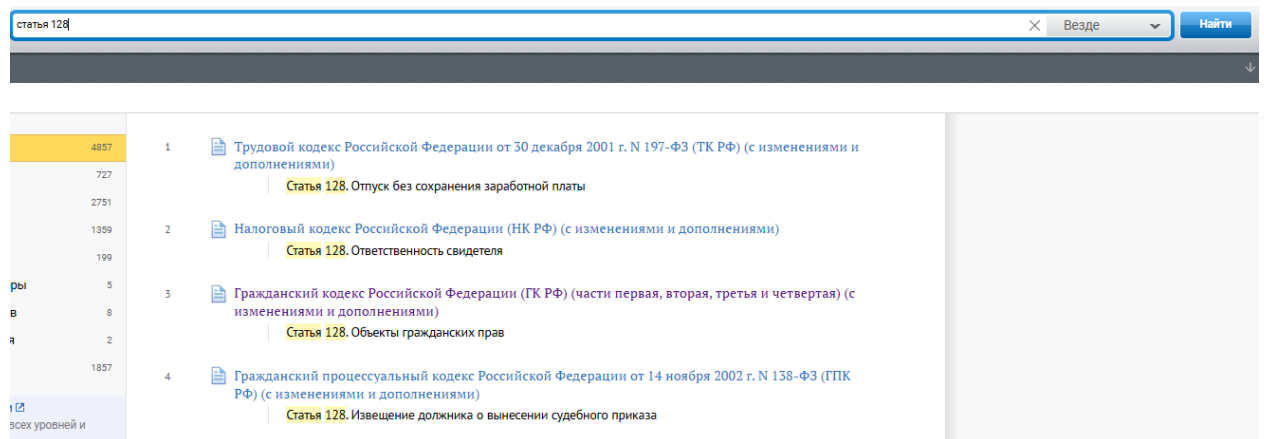 статья 128
Везде
Найти
4857
727
2751
1359
199
ры 5
в 8
я 2
1857
всех уровней и
1 Трудовой кодекс Российской Федерации от 30 декабря 2001 г. N 197-ФЗ (ТК РФ) (с изменениями и
дополнениями)
Статья 128. Отпуск без сохранения заработной платы
2 Налоговый кодекс Российской Федерации (НК РФ) (с изменениями и дополнениями)
Статья 128. Ответственность свидетеля
3 Гражданский кодекс Российской Федерации (ГК РФ) (части первая, вторая, третья и четвертая) (с
изменениями и дополнениями)
Статья 128. Объекты гражданских прав
4 Гражданский процессуальный кодекс Российской Федерации от 14 ноября 2002 г. N 138-ФЗ (ГПК
РФ) (с изменениями и дополнениями)
Статья 128. Извещение должника о вынесении судебного приказа